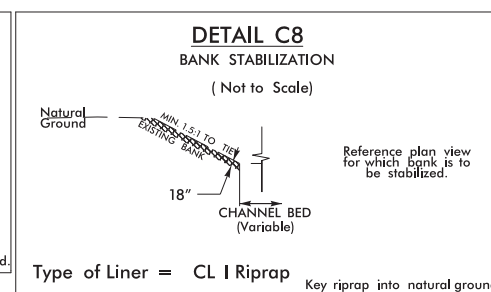 DETAIL C8
BANK STABILIZATION
( Not to Scale)
Natural
Ground
MIN. 1.5:1 TO TIE
EXISTING BANK
18"
CHANNEL BED
(Variable)
Reference plan view
for which bank is to
be stabilized.
d.
Type of Liner = CL I Riprap
Key riprap into natural groun